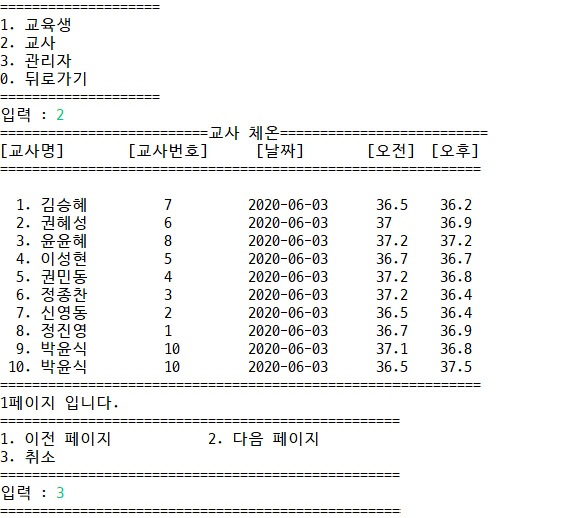 ====================
1. 교육생
2. 교사
3. 관리자
0. 뒤로가기
====================
입력 : 2
==========================교사 체온==========================
[교사명] [교사번호] [날짜] [오전] [오후]
============================================================
1. 김승혜 7 2020-06-03 36.5 36.2
2. 권혜성 6 2020-06-03 37 36.9
3. 윤윤혜 8 2020-06-03 37.2 37.2
4. 이성현 5 2020-06-03 36.7 36.7
5. 권민동 4 2020-06-03 37.2 36.8
6. 정종찬 3 2020-06-03 37.2 36.4
7. 신영동 2 2020-06-03 36.5 36.4
8. 정진영 1 2020-06-03 36.7 36.9
9. 박윤식 10 2020-06-03 37.1 36.8
10. 박윤식 10 2020-06-03 36.5 37.5
============================================================
1페이지 입니다.
==================================================
1. 이전 페이지 2. 다음 페이지
3. 취소
==================================================
입력 : 3
==================================================